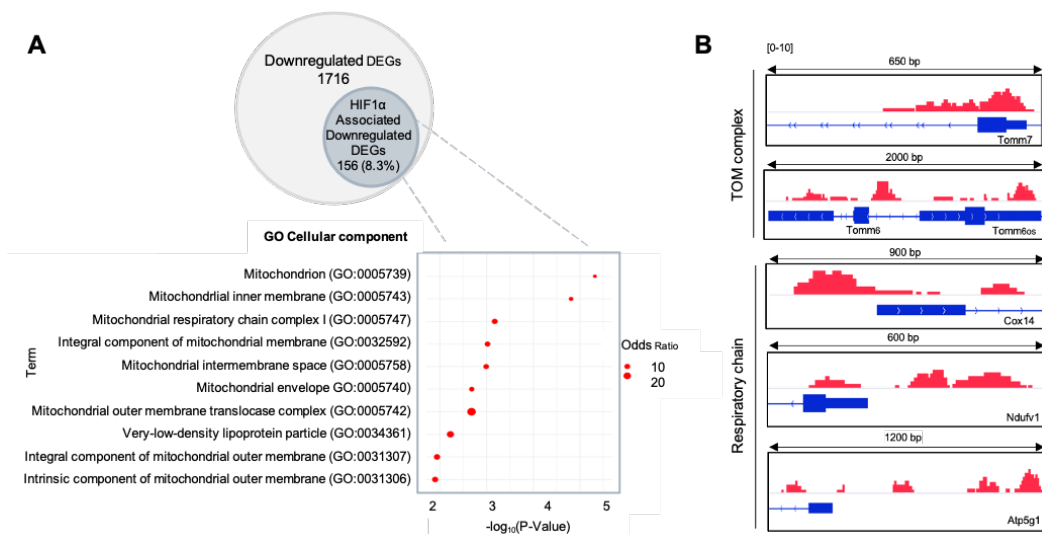 A
Downregulated DEGs
1716
HIF1α
Associated
Downregulated
DEGs
156 (8.3%)
GO Cellular component
Term
Mitochondrion (GO:0005739)
Mitochondrlial inner membrane (GO:0005743)
Mitochondrial respiratory chain complex I (GO:0005747)
Integral component of mitochondrial membrane (GO:0032592)
Mitochondrial intermembrane space (GO:0005758)
Mitochondrial envelope GO:0005740)
Mitochondrial outer membrane translocase complex (GO:0005742)
Very-low-density lipoprotein particle (GO:0034361)
Integral component of mitochondrial outer membrane (GO:0031307)
Intrinsic component of mitochondrial outer membrane (GO:0031306)
2 3 4 5
-log₁₀(P-Value)
Odds Ratio
10
20
B
[0-10]
TOM complex
650 bp
Tomm7
2000 bp
Tomm6 Tomm6os
Respiratory chain
900 bp
Cox14
600 bp
Ndufv1
1200 bp
Atp5g1